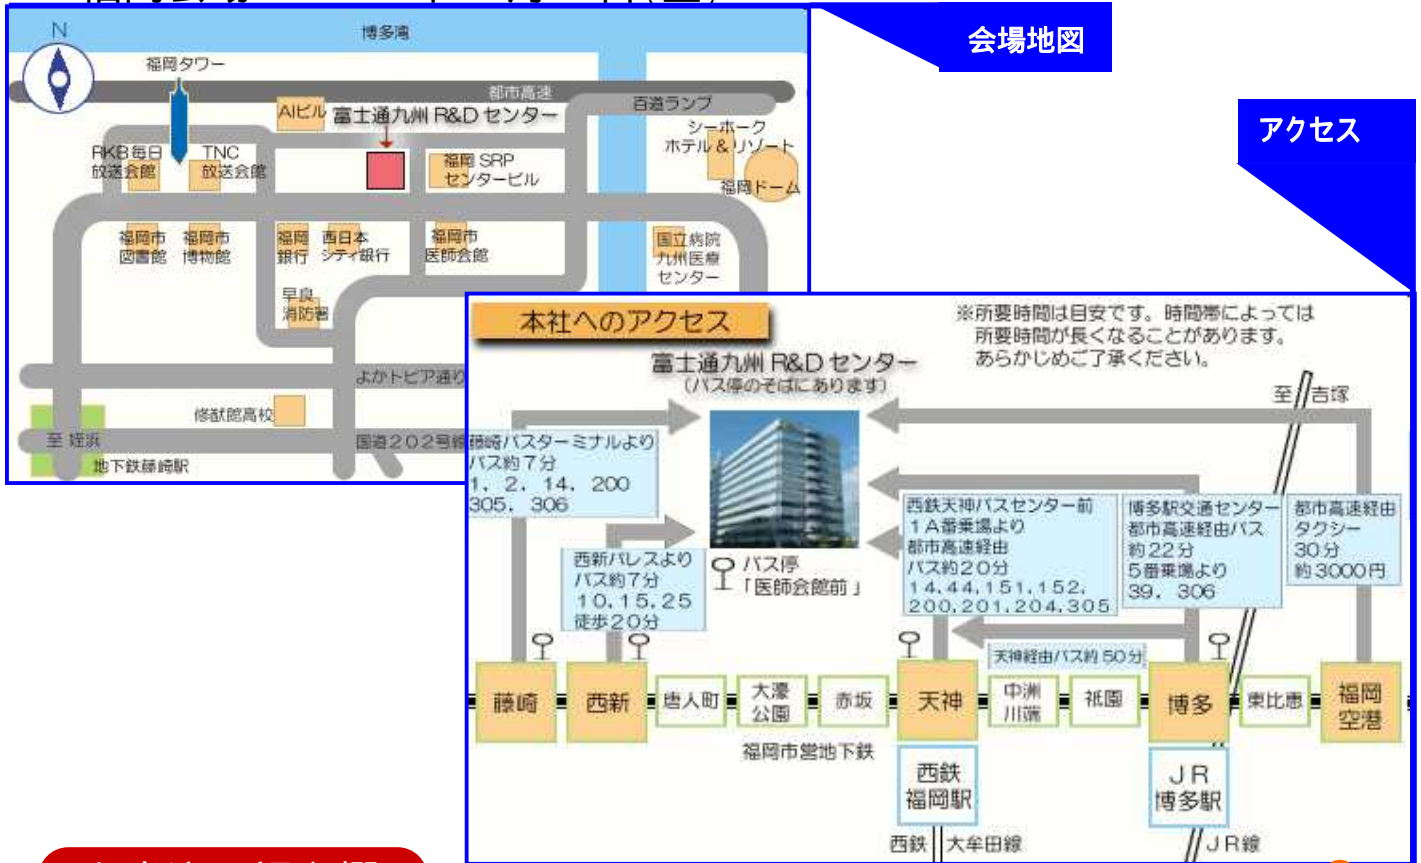 会場地図
アクセス
N
博多湾
福岡タワー
都市高速
百道ランプ
AIビル
富士通九州 R&D センター
シーホーク
ホテル&リゾート
福岡ドーム
RKB毎日
放送会館
TNC
放送会館
福岡 SRP
センタービル
福岡市
図書館
福岡市
博物館
福岡
銀行
西日本
シティ銀行
福岡市
医師会館
国立病院
九州医療
センター
早良
消防署
よかトピア通り
修猷館高校
至 姪浜
国道202号線
地下鉄藤崎駅
本社へのアクセス
※所要時間は目安です。時間帯によっては
所要時間が長くなることがあります。
あらかじめご了承ください。
富士通九州 R&D センター
(バス停のそばにあります)
至 吉塚
藤崎バスターミナルより
バス約7分
1. 2. 14. 200
305. 306
西新パレスより
バス約7分
10.15.25
徒歩20分
バス停
「医師会館前」
西鉄天神バスセンター前
1A番乗場より
都市高速経由
バス約20分
14.44.151.152.
200.201.204.305
博多駅交通センター
都市高速経由バス
約22分
5番乗場より
39. 306
都市高速経由
タクシー
30分
約3000円
天神経由バス約50分
藤崎
西新
唐人町
大濠
公園
赤坂
天神
中洲
川端
祇園
博多
東比恵
福岡
空港
福岡市営地下鉄
西鉄
福岡駅
JR
博多駅
西鉄
大牟田線
JR線